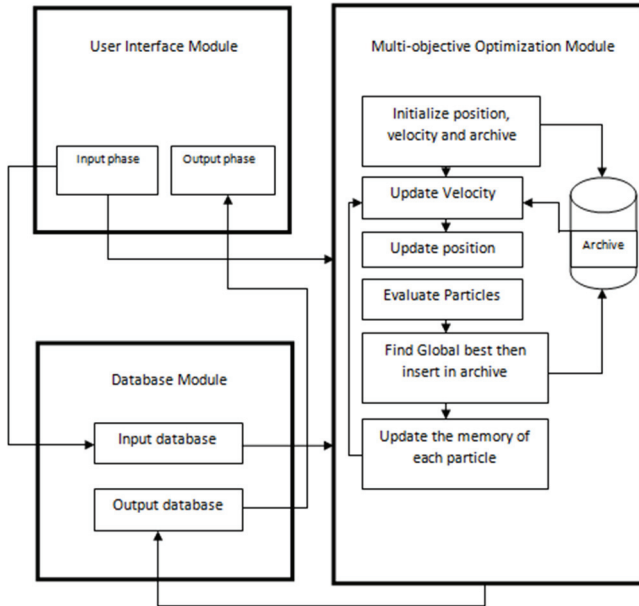 User Interface Module
Input phase
Output phase
Database Module
Input database
Output database
Multi-objective Optimization Module
Initialize position,
velocity and archive
Update Velocity
Update position
Evaluate Particles
Find Global best then
insert in archive
Update the memory of
each particle
Archive